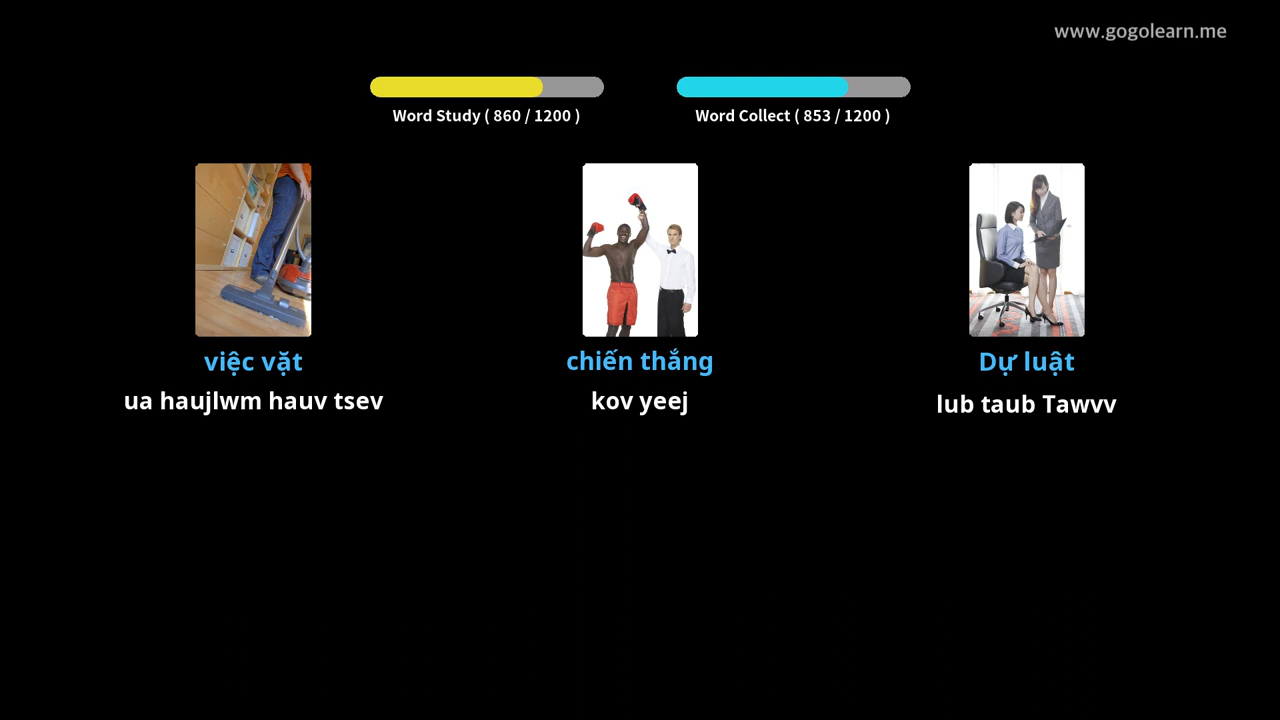 www.gogolearn.me
Word Study ( 860 / 1200 )
Word Collect ( 853 / 1200 )
việc vặt
ua haujlwm hauv tsev
chiến thắng
kov yeej
Dự luật
lub taub Tawvv